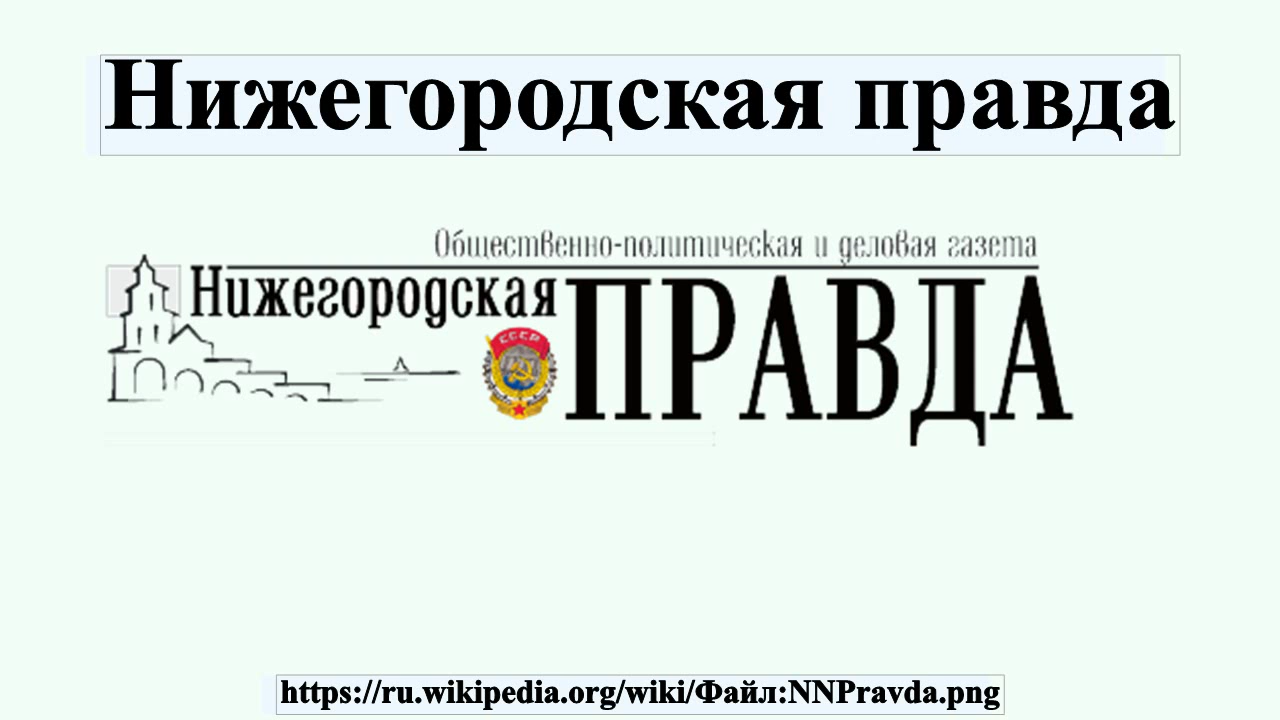 Нижегородская правда
Общественно-политическая и деловая газета
Нижегородская
ПРАВДА
СССР
https://ru.wikipedia.org/wiki/Файл:NNPravda.png